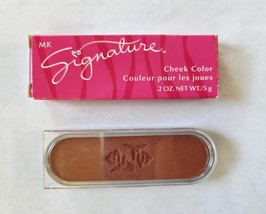 MK
Signature
Cheek Color
Couleur pour les joues
.2 OZ. NET WT./5 g